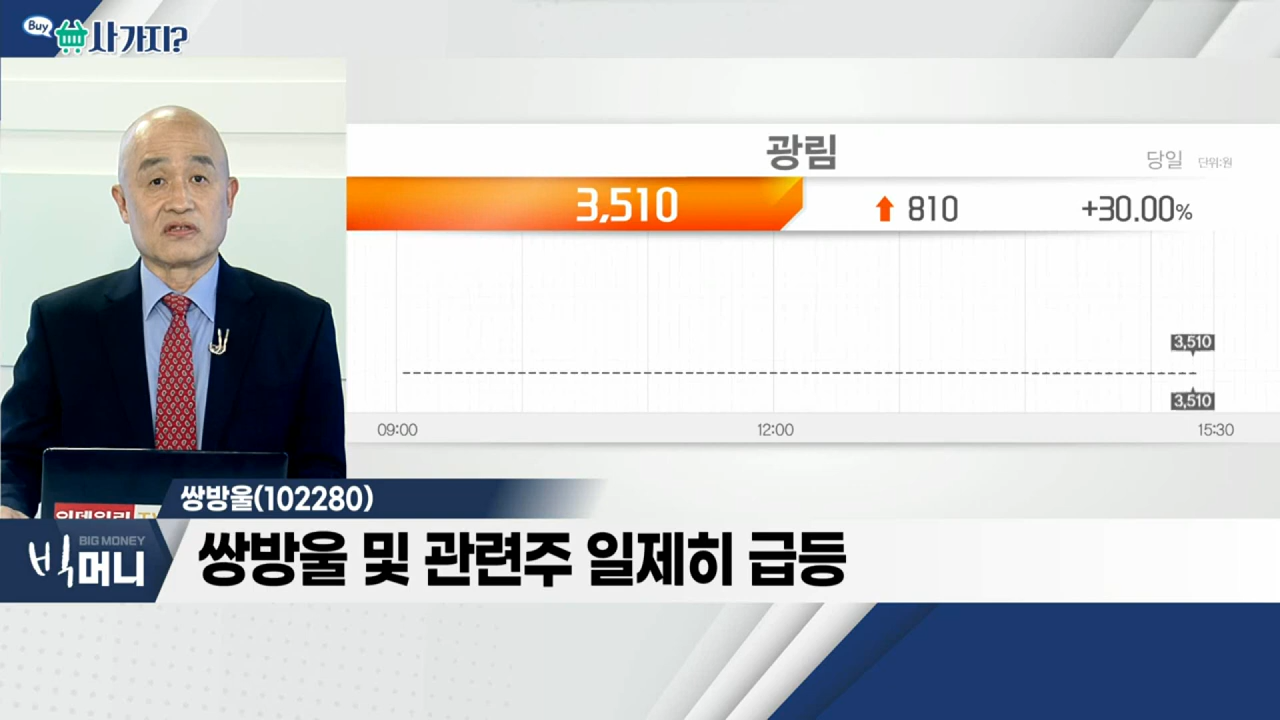 Buy
사가지?
광림
당일 단위:원
3,510
810
+30.00%
3,510
3,510
09:00
12:00
15:30
쌍방울(102280)
BIG MONEY
빅머니
쌍방울 및 관련주 일제히 급등